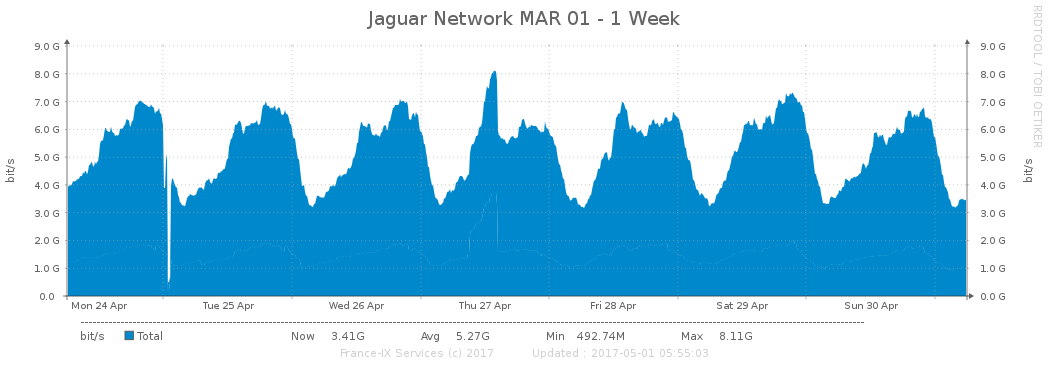 Jaguar Network MAR 01 - 1 Week
RRDTOOL / TOBI OETIKER
bit/s
9.0 G 9.0 G
8.0 G 8.0 G
7.0 G 7.0 G
6.0 G 6.0 G
5.0 G 5.0 G
4.0 G 4.0 G
3.0 G 3.0 G
2.0 G 2.0 G
1.0 G 1.0 G
0.0 0.0 G
bit/s
Mon 24 Apr Tue 25 Apr Wed 26 Apr Thu 27 Apr Fri 28 Apr Sat 29 Apr Sun 30 Apr
bit/s Total Now 3.41G Avg 5.27G Min 492.74M Max 8.11G
France-IX Services (c) 2017 Updated : 2017-05-01 05:55:03